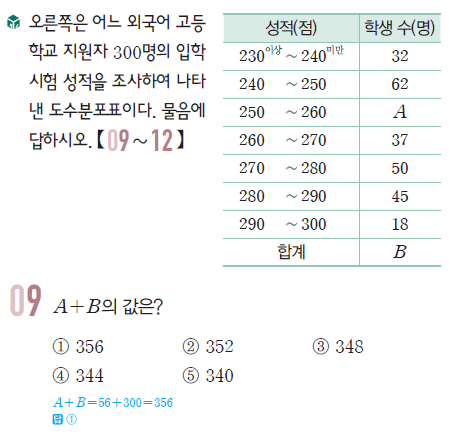 오른쪽은 어느 외국어 고등
학교 지원자 300명의 입학
시험 성적을 조사하여 나타
낸 도수분포표이다. 물음에
답하시오.【09~12】
성적(점) 학생 수(명)
230이상 ~ 240미만 32
240 ~ 250 62
250 ~ 260 A
260 ~ 270 37
270 ~ 280 50
280 ~ 290 45
290 ~ 300 18
합계 B
09 A+B의 값은?
① 356 ② 352 ③ 348
④ 344 ⑤ 340
A+B=56+300=356
답 ①